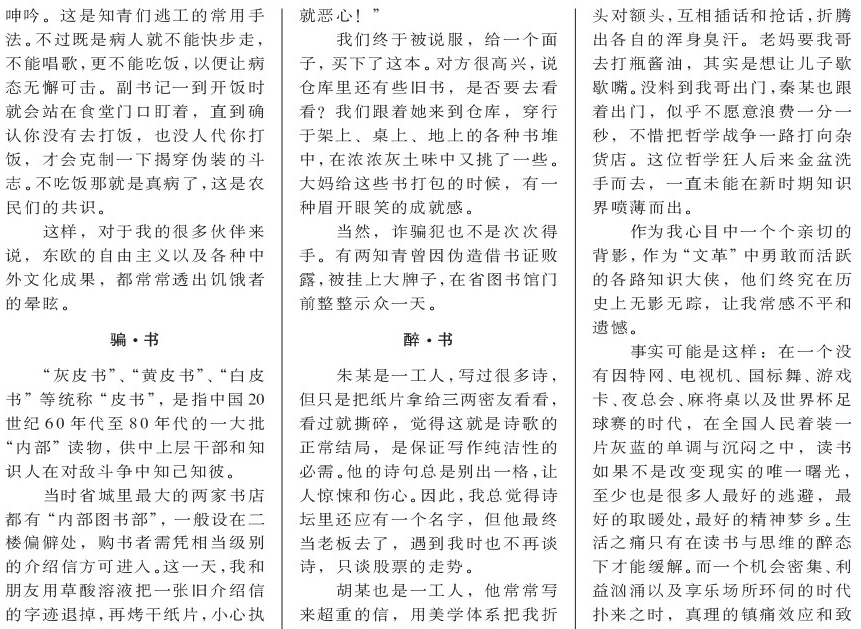 呻吟。这是知青们逃工的常用手
法。不过既是病人就不能快步走，
不能唱歌，更不能吃饭，以便让病
态无懈可击。副书记一到开饭时
就会站在食堂门口盯着，直到确
认你没有去打饭，也没人代你打
饭，才会克制一下揭穿伪装的斗
志。不吃饭那就是真病了，这是农
民们的共识。
这样，对于我的很多伙伴来
说，东欧的自由主义以及各种中
外文化成果，都常常透出饥饿者
的晕眩。
骗·书
“灰皮书”、“黄皮书”、“白皮
书”等统称“皮书”，是指中国20
世纪60年代至80年代的一大批
“内部”读物，供中上层干部和知
识人在对敌斗争中知己知彼。
当时省城里最大的两家书店
都有“内部图书部”，一般设在二
楼偏僻处，购书者需凭相当级别
的介绍信方可进入。这一天，我和
朋友用草酸溶液把一张旧介绍信
的字迹退掉，再烤干纸片，小心执
就恶心！”
我们终于被说服，给一个面
子，买下了这本。对方很高兴，说
仓库里还有些旧书，是否要去看
看？我们跟着她来到仓库，穿行
于架上、桌上、地上的各种书堆
中，在浓浓灰土味中又挑了一些。
大妈给这些书打包的时候，有一
种眉开眼笑的成就感。
当然，诈骗犯也不是次次得
手。有两知青曾因伪造借书证败
露，被挂上大牌子，在省图书馆门
前整整示众一天。
醉·书
朱某是一工人，写过很多诗，
但只是把纸片拿给三两密友看看，
看过就撕碎，觉得这就是诗歌的
正常结局，是保证写作纯洁性的
必需。他的诗句总是别出一格，让
人惊悚和伤心。因此，我总觉得诗
坛里还应有一个名字，但他最终
当老板去了，遇到我时也不再谈
诗，只谈股票的走势。
胡某也是一工人，他常常写
来超重的信，用美学体系把我折
头对额头，互相插话和抢话，折腾
出各自的浑身臭汗。老妈要我哥
去打瓶酱油，其实是想让儿子歇
歇嘴。没料到我哥出门，秦某也跟
着出门，似乎不愿意浪费一分一
秒，不惜把哲学战争一路打向杂
货店。这位哲学狂人后来金盆洗
手而去，一直未能在新时期知识
界喷薄而出。
作为我心目中一个个亲切的
背影，作为“文革”中勇敢而活跃
的各路知识大侠，他们终究在历
史上无影无踪，让我常感不平和
遗憾。
事实可能是这样：在一个没
有因特网、电视机、国标舞、游戏
卡、夜总会、麻将桌以及世界杯足
球赛的时代，在全国人民着装一
片灰蓝的单调与沉闷之中，读书
如果不是改变现实的唯一曙光，
至少也是很多人最好的逃避，最
好的取暖处，最好的精神梦乡。生
活之痛只有在读书与思维的醉态
下才能缓解。而一个机会密集、利
益汹涌以及享乐场所环伺的时代
扑来之时，真理的镇痛效应和致